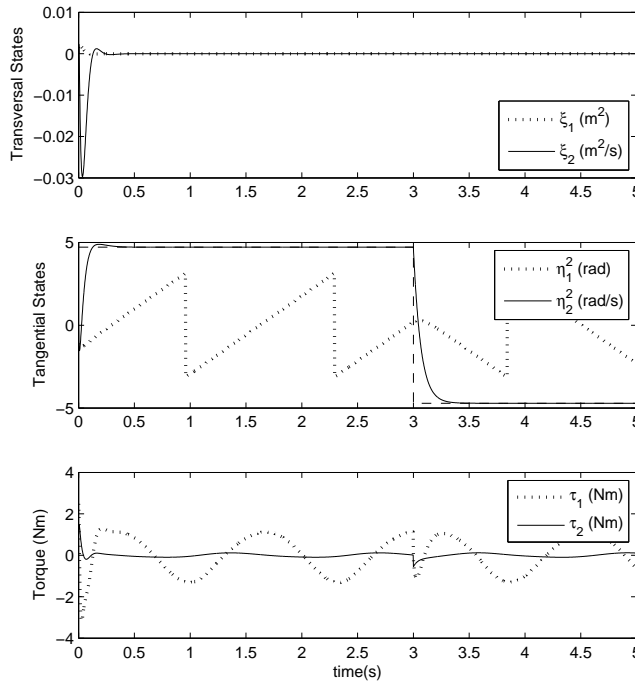 0.01
0
−0.01
−0.02
−0.03
Transversal States
ξ1 (m²)
ξ2 (m²/s)
0 0.5 1 1.5 2 2.5 3 3.5 4 4.5 5
5
0
−5
Tangential States
η₁² (rad)
η₂² (rad/s)
0 0.5 1 1.5 2 2.5 3 3.5 4 4.5 5
4
2
0
−2
−4
Torque (Nm)
τ1 (Nm)
τ2 (Nm)
0 0.5 1 1.5 2 2.5 3 3.5 4 4.5 5
time(s)